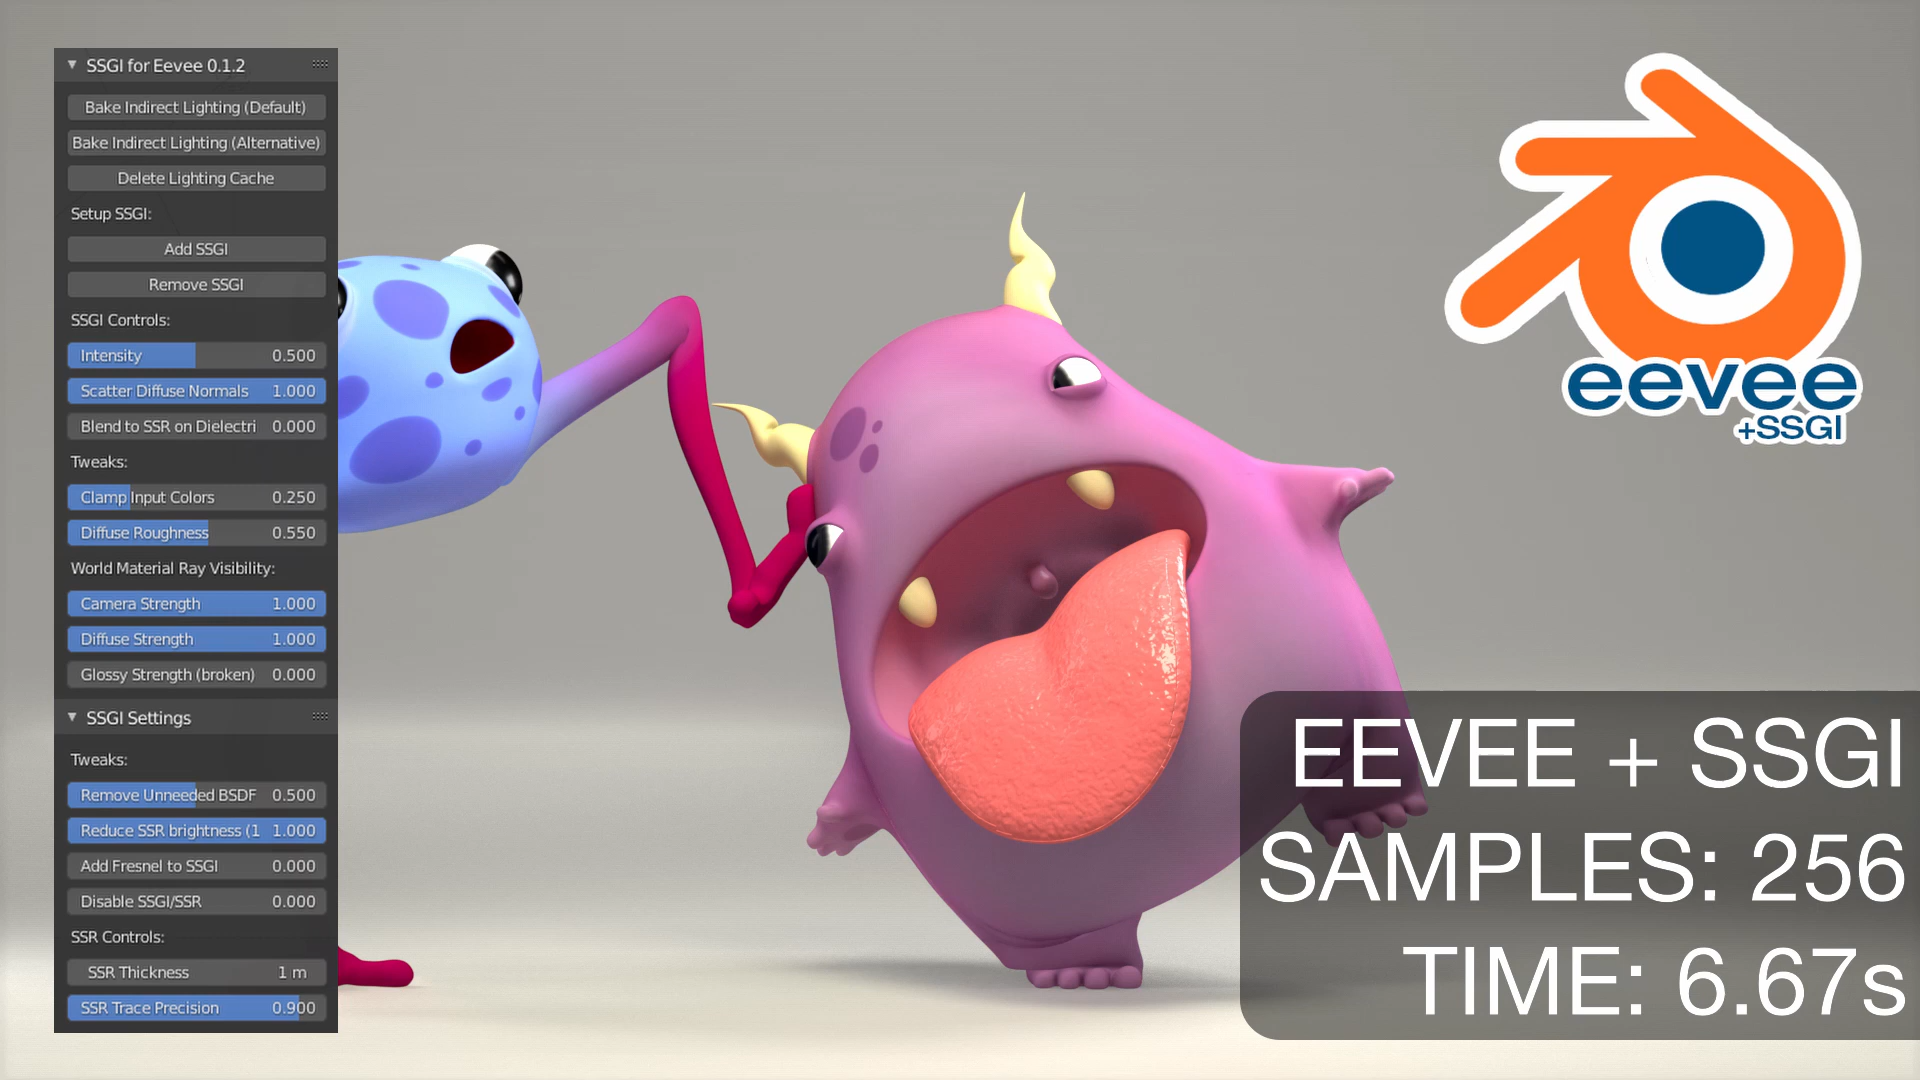 SSGI for Eevee 0.1.2
Bake Indirect Lighting (Default)
Bake Indirect Lighting (Alternative)
Delete Lighting Cache
Setup SSGI:
Add SSGI
Remove SSGI
SSGI Controls:
Intensity 0.500
Scatter Diffuse Normals 1.000
Blend to SSR on Dielectri 0.000
Tweaks:
Clamp Input Colors 0.250
Diffuse Roughness 0.550
World Material Ray Visibility:
Camera Strength 1.000
Diffuse Strength 1.000
Glossy Strength (broken) 0.000
SSGI Settings
Tweaks:
Remove Unneeded BSDF 0.500
Reduce SSR brightness (1 1.000
Add Fresnel to SSGI 0.000
Disable SSGI/SSR 0.000
SSR Controls:
SSR Thickness 1 m
SSR Trace Precision 0.900
eevee
+SSGI
EEVEE + SSGI
SAMPLES: 256
TIME: 6.67s